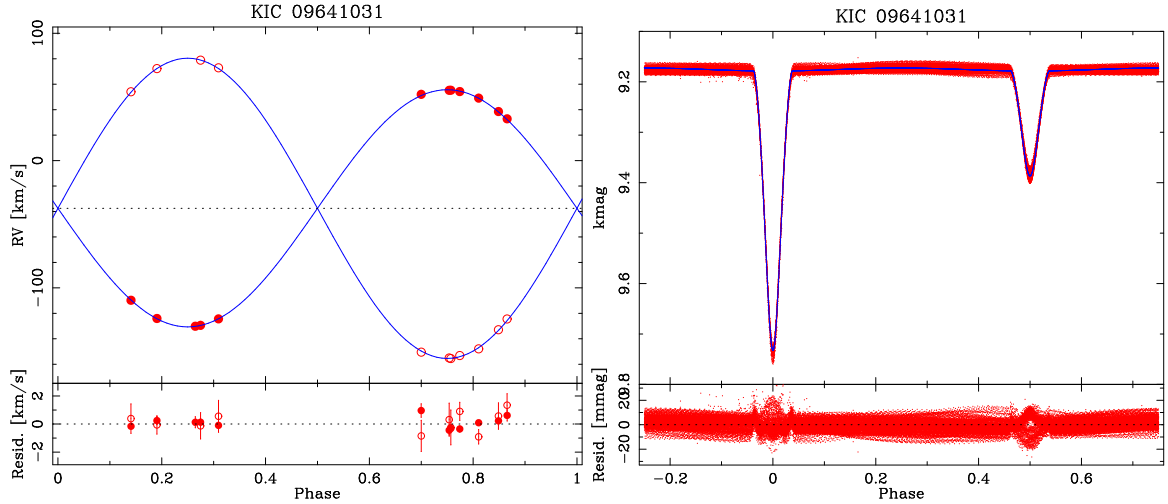 KIC 09641031
100
0
−100
RV [km/s]
2
0
−2
Resid. [km/s]
0 0.2 0.4 0.6 0.8 1
Phase
KIC 09641031
9.2
9.4
9.6
9.8
kmag
20
0
−20
Resid. [mmag]
−0.2 0 0.2 0.4 0.6
Phase